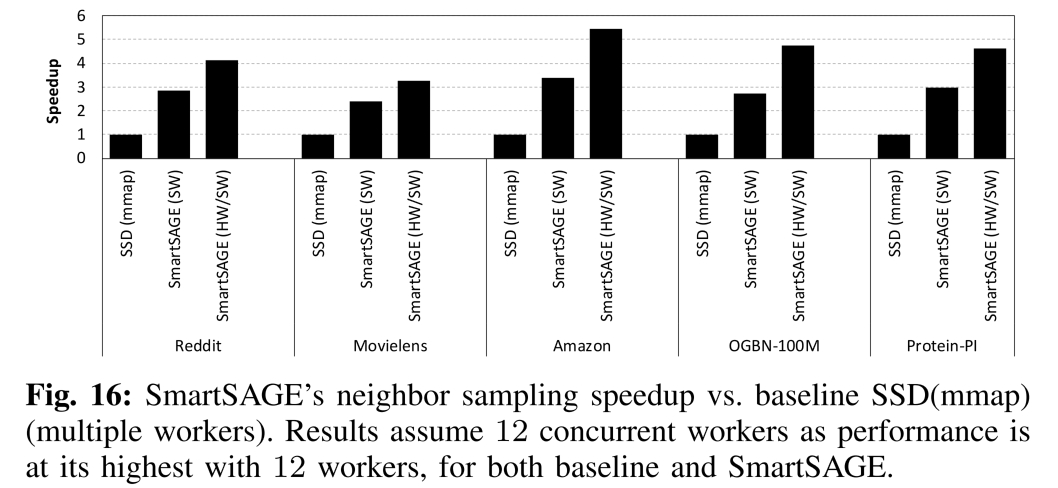 6
5
4
3
2
1
0
Speedup
SSD (mmap)
SmartSAGE (SW)
SmartSAGE (HW/SW)
SSD (mmap)
SmartSAGE (SW)
SmartSAGE (HW/SW)
SSD (mmap)
SmartSAGE (SW)
SmartSAGE (HW/SW)
SSD (mmap)
SmartSAGE (SW)
SmartSAGE (HW/SW)
SSD (mmap)
SmartSAGE (SW)
SmartSAGE (HW/SW)
Reddit
Movielens
Amazon
OGBN-100M
Protein-PI
Fig. 16: SmartSAGE's neighbor sampling speedup vs. baseline SSD(mmap)
(multiple workers). Results assume 12 concurrent workers as performance is
at its highest with 12 workers, for both baseline and SmartSAGE.